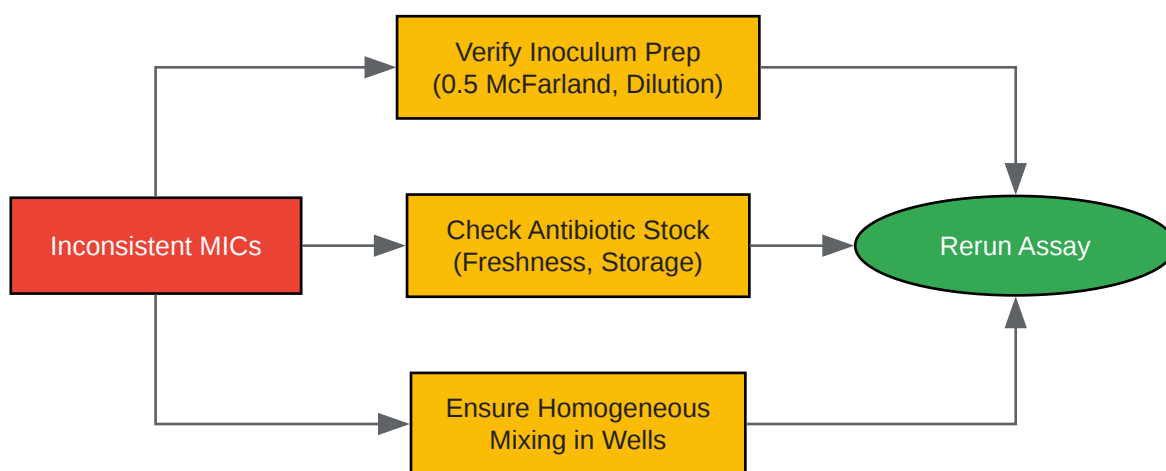 Verify Inoculum Prep
(0.5 McFarland, Dilution)
Inconsistent MICs
Check Antibiotic Stock
(Freshness, Storage)
Rerun Assay
Ensure Homogeneous
Mixing in Wells